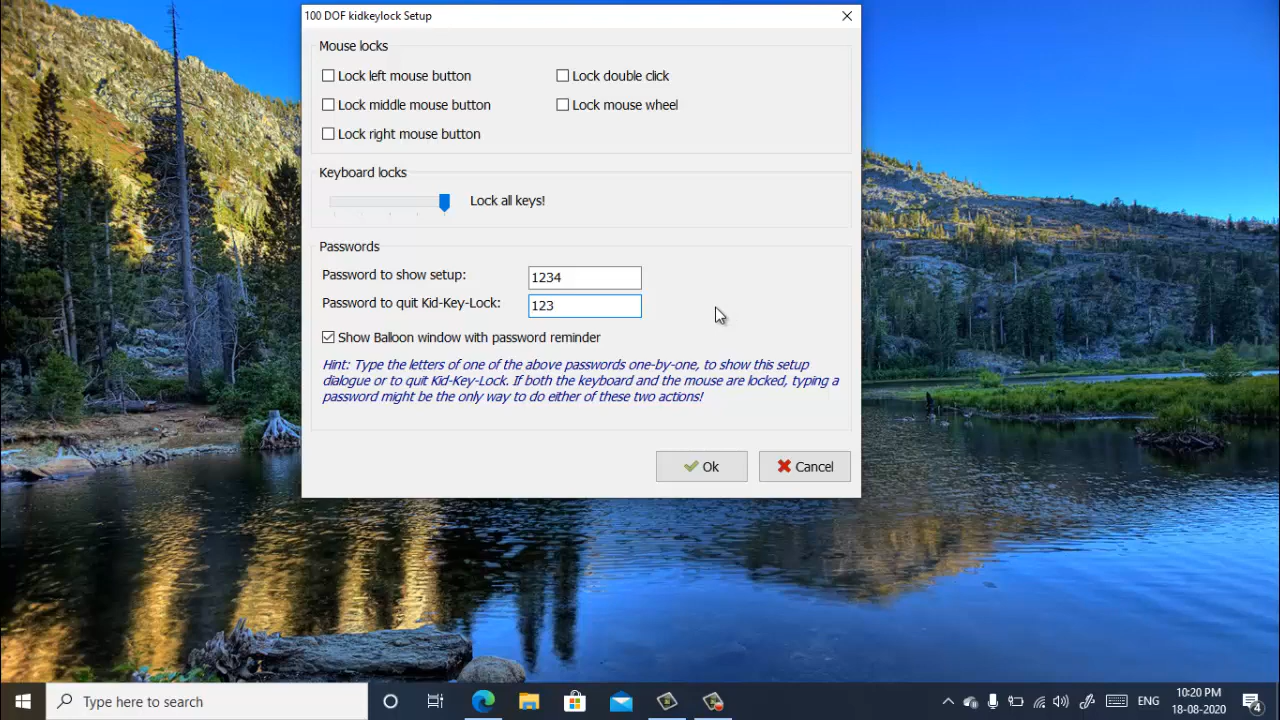 100 DOF kidkeylock Setup
Mouse locks
Lock left mouse button
Lock double click
Lock middle mouse button
Lock mouse wheel
Lock right mouse button
Keyboard locks
Lock all keys!
Passwords
Password to show setup:
1234
Password to quit Kid-Key-Lock:
123
Show Balloon window with password reminder
Hint: Type the letters of one of the above passwords one-by-one, to show this setup
dialogue or to quit Kid-Key-Lock. If both the keyboard and the mouse are locked, typing a
password might be the only way to do either of these two actions!
Ok
Cancel
Type here to search
ENG
10:20 PM
18-08-2020
4